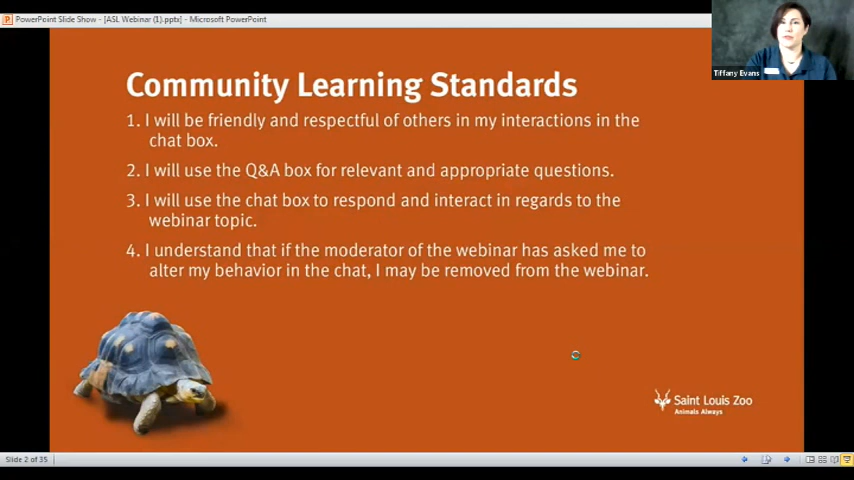 PowerPoint Slide Show - [ASL Webinar (1).pptx] - Microsoft PowerPoint
Tiffany Evans
Community Learning Standards
1. I will be friendly and respectful of others in my interactions in the
chat box.
2. I will use the Q&A box for relevant and appropriate questions.
3. I will use the chat box to respond and interact in regards to the
webinar topic.
4. I understand that if the moderator of the webinar has asked me to
alter my behavior in the chat, I may be removed from the webinar.
Saint Louis Zoo
Animals Always
Slide 2 of 35